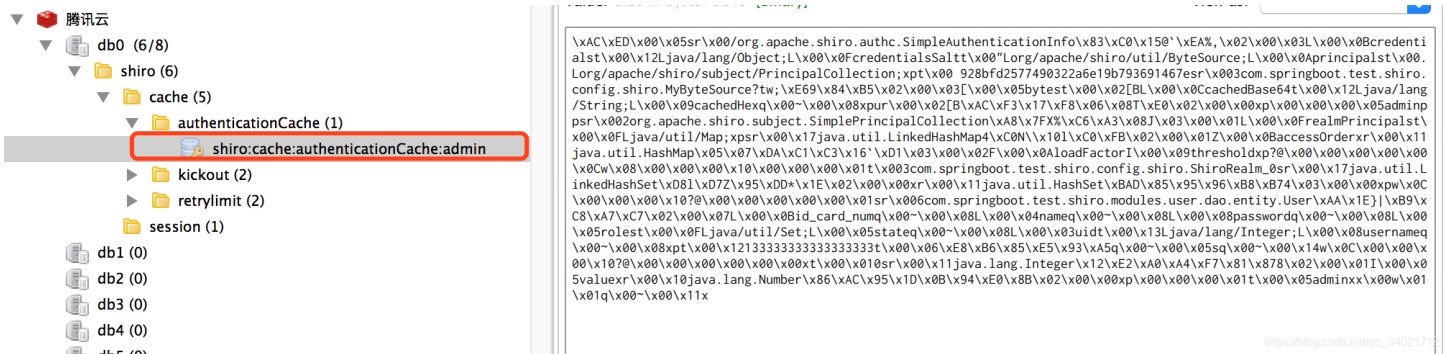 腾讯云
db0 (6/8)
shiro (6)
cache (5)
authenticationCache (1)
shiro:cache:authenticationCache:admin
kickout (2)
retrylimit (2)
session (1)
db1 (0)
db2 (0)
db3 (0)
db4 (0)
\xAC\xED\x00\x05sr\x00/org.apache.shiro.authc.SimpleAuthenticationInfo\x83\xC0\x15@`\xEA%,\x02\x00\x03L\x00\x0Bcredenti
alst\x00\x12Ljava/lang/Object;L\x00\x0FcredentialsSaltt\x00"Lorg/apache/shiro/util/ByteSource;L\x00\x0Aprincipalst\x00.
Lorg/apache/shiro/subject/PrincipalCollection;xpt\x00 928bfd2577490322a6e19b793691467esr\x003com.springboot.test.shiro.
config.shiro.MyByteSource?tw;\xE69\x84\xB5\x02\x00\x03[\x00\x05bytest\x00\x02[BL\x00\x0CcachedBase64t\x00\x12Ljava/lang
/String;L\x00\x09cachedHexq\x00~\x00\x08xpur\x00\x02[B\xAC\xF3\x17\xF8\x06\x08T\xE0\x02\x00\x00xp\x00\x00\x00\x05adminp
psr\x002org.apache.shiro.subject.SimplePrincipalCollection\xA8\x7FX%\xC6\xA3\x08J\x03\x00\x01L\x00\x0FrealmPrincipalst\
x00\x0FLjava/util/Map;xpsr\x00\x17java.util.LinkedHashMap4\xC0N\\\x10l\xC0\xFB\x02\x00\x01Z\x00\x0BaccessOrderxr\x00\x11
java.util.HashMap\x05\x07\xDA\xC1\xC3\x16`\xD1\x03\x00\x02F\x00\x0AloadFactorI\x00\x09thresholdxp?@\x00\x00\x00\x00\x00
\x0Cw\x08\x00\x00\x00\x10\x00\x00\x00\x01t\x003com.springboot.test.shiro.config.shiro.ShiroRealm_0sr\x00\x17java.util.L
inkedHashSet\xD8l\xD7Z\x95\xDD*\x1E\x02\x00\x00xr\x00\x11java.util.HashSet\xBAD\x85\x95\x96\xB8\xB74\x03\x00\x00xpw\x0C
\x00\x00\x00\x10?@\x00\x00\x00\x00\x00\x01sr\x006com.springboot.test.shiro.modules.user.dao.entity.User\xAA\x1E}|\xB9\x
C8\xA7\xC7\x02\x00\x07L\x00\x0Bid_card_numq\x00~\x00\x08L\x00\x04nameq\x00~\x00\x08L\x00\x08passwordq\x00~\x00\x08L\x00
\x05rolest\x00\x0FLjava/util/Set;L\x00\x05stateq\x00~\x00\x08L\x00\x03uidt\x00\x13Ljava/lang/Integer;L\x00\x08usernameq
\x00~\x00\x08xpt\x00\x12133333333333333333t\x00\x06\xE8\xB6\x85\xE5\x93\xA5q\x00~\x00\x05sq\x00~\x00\x14w\x0C\x00\x00\x
00\x10?@\x00\x00\x00\x00\x00\x00xt\x00\x010sr\x00\x11java.lang.Integer\x12\xE2\xA0\xA4\xF7\x81\x878\x02\x00\x01I\x00\x0
5valuexr\x00\x10java.lang.Number\x86\xAC\x95\x1D\x0B\x94\xE0\x8B\x02\x00\x00xp\x00\x00\x00\x01t\x00\x05adminxx\x00w\x01
\x01q\x00~\x00\x11x